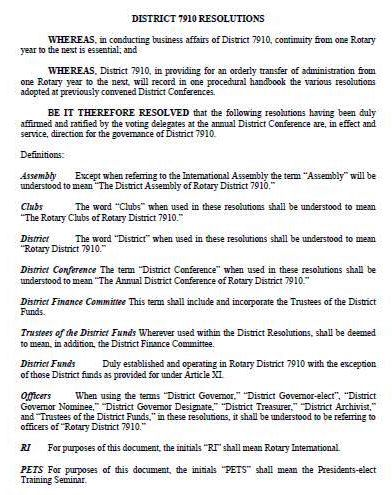 DISTRICT 7910 RESOLUTIONS
WHEREAS, in conducting business affairs of District 7910, continuity from one Rotary
year to the next is essential; and
WHEREAS, District 7910, in providing for an orderly transfer of administration from
one Rotary year to the next, will record in one procedural handbook the various resolutions
adopted at previously convened District Conferences.
BE IT THEREFORE RESOLVED that the following resolutions having been duly
affirmed and ratified by the voting delegates at the annual District Conference are, in effect and
service, direction for the governance of District 7910.
Definitions:
Assembly Except when referring to the International Assembly the term “Assembly” will be
understood to mean “The District Assembly of Rotary District 7910.”
Clubs The word “Clubs” when used in these resolutions shall be understood to mean
“The Rotary Clubs of Rotary District 7910.”
District The word “District” when used in these resolutions shall be understood to mean
“Rotary District 7910.”
District Conference The term “District Conference” when used in these resolutions shall be
understood to mean “The Annual District Conference of Rotary District 7910.”
District Finance Committee This term shall include and incorporate the Trustees of the District
Funds.
Trustees of the District Funds Wherever used within the District Resolutions, shall be deemed
to mean, in addition, the District Finance Committee.
District Funds Duly established and operating in Rotary District 7910 with the exception
of those District funds as provided for under Article XI.
Officers When using the terms “District Governor,” “District Governor-elect”, “District
Governor Nominee,” “District Governor Designate,” “District Treasurer,” “District Archivist,”
and “Trustees of the District Funds,” in these resolutions, it shall be understood to be referring to
officers of “Rotary District 7910.”
RI For purposes of this document, the initials “RI” shall mean Rotary International.
PETS For purposes of this document, the initials “PETS” shall mean the Presidents-elect
Training Seminar.